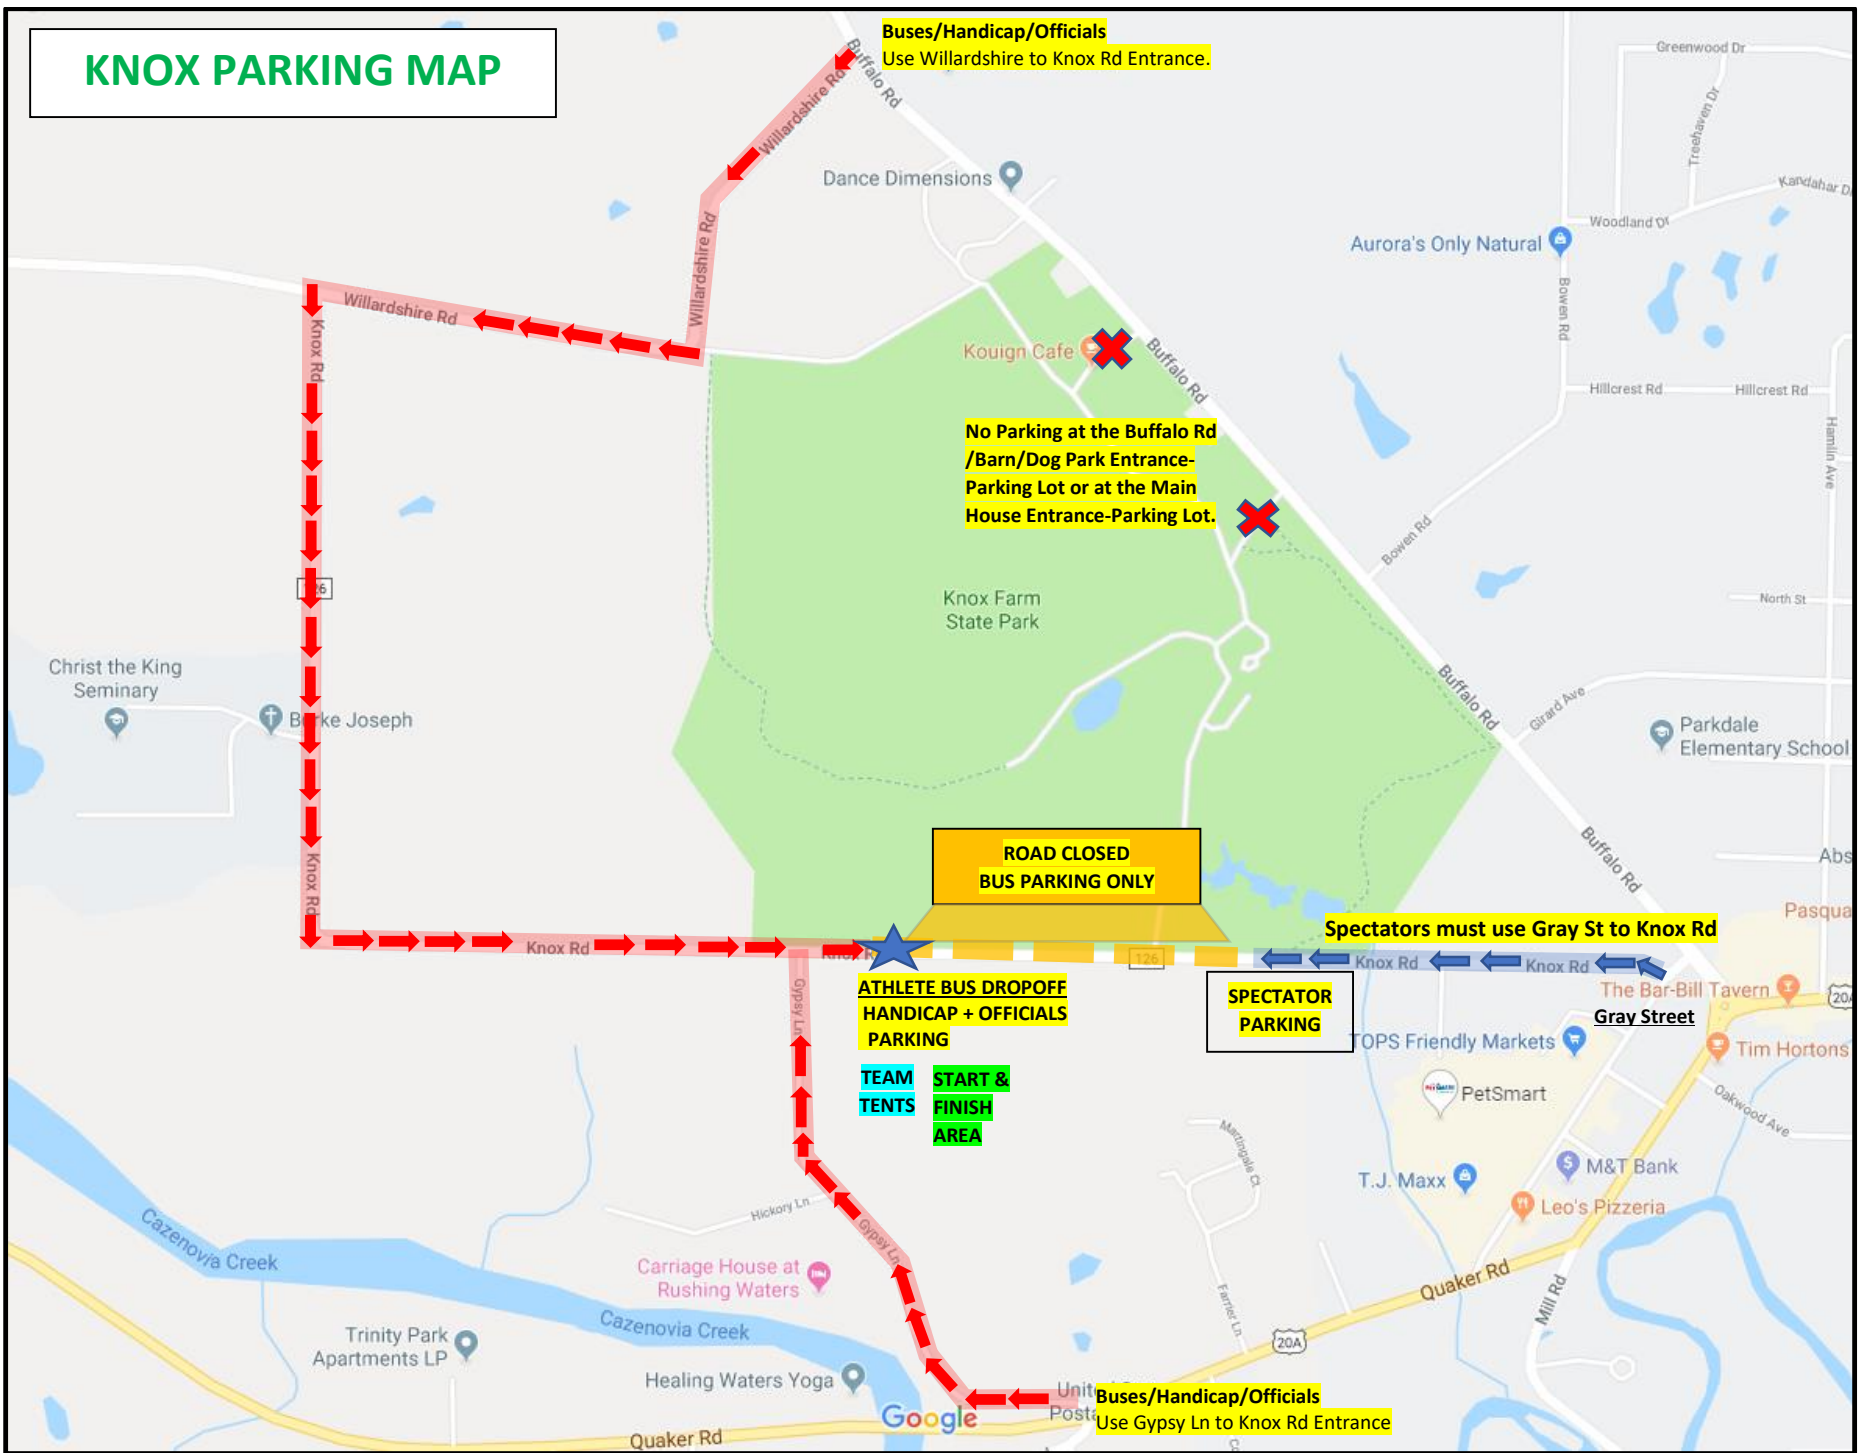 KNOX PARKING MAP
Buses/Handicap/Officials
Use Willardshire to Knox Rd Entrance.
Buffalo Rd
Willardshire Rd
Greenwood Dr
Treehaven Dr
Dance Dimensions
Woodland Dr
Aurora's Only Natural
Bowen Rd
Willardshire Rd
Willardshire Rd
Knox Rd
Kouign Cafe
Buffalo Rd
Hillcrest Rd
Hillcrest Rd
Hamlin Ave
No Parking at the Buffalo Rd
/Barn/Dog Park Entrance-
Parking Lot or at the Main
House Entrance-Parking Lot.
Bowen Rd
Knox Farm
State Park
North St
Christ the King
Seminary
Buffalo Rd
Girard Ave
Parkdale
Elementary School
Knox Rd
ROAD CLOSED
BUS PARKING ONLY
Buffalo Rd
Spectators must use Gray St to Knox Rd
Knox Rd
126
Knox Rd
Knox Rd
ATHLETE BUS DROPOFF
HANDICAP + OFFICIALS
PARKING
SPECTATOR
PARKING
The Bar-Bill Tavern
Gray Street
Gypsy Ln
TOPS Friendly Markets
Tim Hortons
TEAM
TENTS
START &
FINISH
AREA
PetSmart
Oakwood Ave
Martingale Ct
M&T Bank
T.J. Maxx
Leo's Pizzeria
Hickory Ln
Gypsy Ln
Cazenovia Creek
Carriage House at
Rushing Waters
Quaker Rd
Mill Rd
Farrier Ln
Cazenovia Creek
Trinity Park
Apartments LP
20A
Healing Waters Yoga
Buses/Handicap/Officials
Use Gypsy Ln to Knox Rd Entrance
Google
Quaker Rd